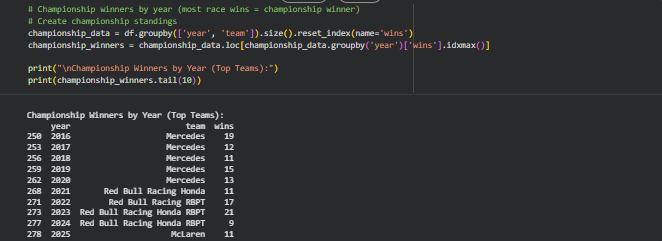 # Championship winners by year (most race wins = championship winner)
# Create championship standings
championship_data = df.groupby(['year', 'team']).size().reset_index(name='wins')
championship_winners = championship_data.loc[championship_data.groupby('year')['wins'].idxmax()]
print("\nChampionship Winners by Year (Top Teams):")
print(championship_winners.tail(10))
Championship Winners by Year (Top Teams):
year team wins
250 2016 Mercedes 19
253 2017 Mercedes 12
256 2018 Mercedes 11
259 2019 Mercedes 15
262 2020 Mercedes 13
268 2021 Red Bull Racing Honda 11
271 2022 Red Bull Racing RBPT 17
273 2023 Red Bull Racing Honda RBPT 21
277 2024 Red Bull Racing Honda RBPT 9
278 2025 McLaren 11